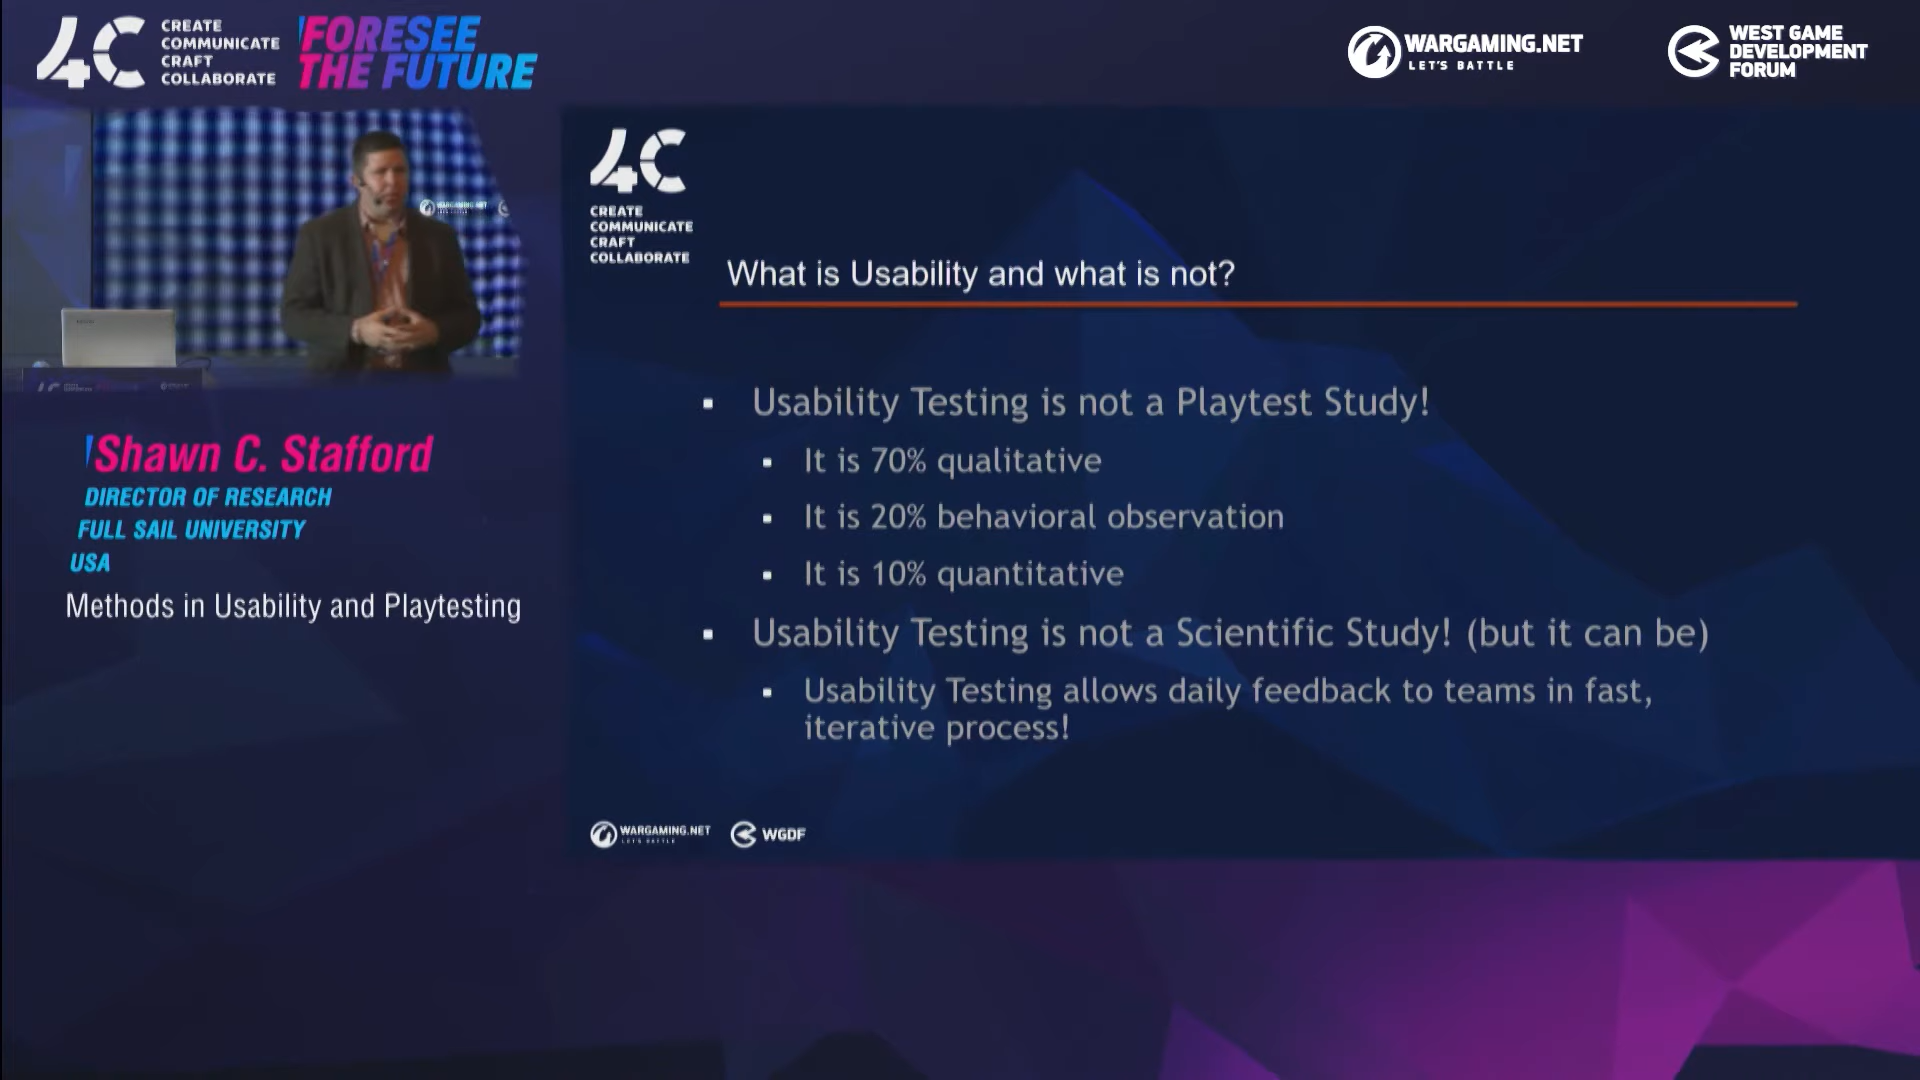 4C
CREATE
COMMUNICATE
CRAFT
COLLABORATE
FORESEE
THE FUTURE
WARGAMING.NET
LET'S BATTLE
WEST GAME
DEVELOPMENT
FORUM
WARGAMING.NET
4C
Shawn C. Stafford
DIRECTOR OF RESEARCH
FULL SAIL UNIVERSITY
USA
Methods in Usability and Playtesting
4C
CREATE
COMMUNICATE
CRAFT
COLLABORATE
What is Usability and what is not?
▪ Usability Testing is not a Playtest Study!
▪ It is 70% qualitative
▪ It is 20% behavioral observation
▪ It is 10% quantitative
▪ Usability Testing is not a Scientific Study! (but it can be)
▪ Usability Testing allows daily feedback to teams in fast,
iterative process!
WARGAMING.NET
LET'S BATTLE
WGDF